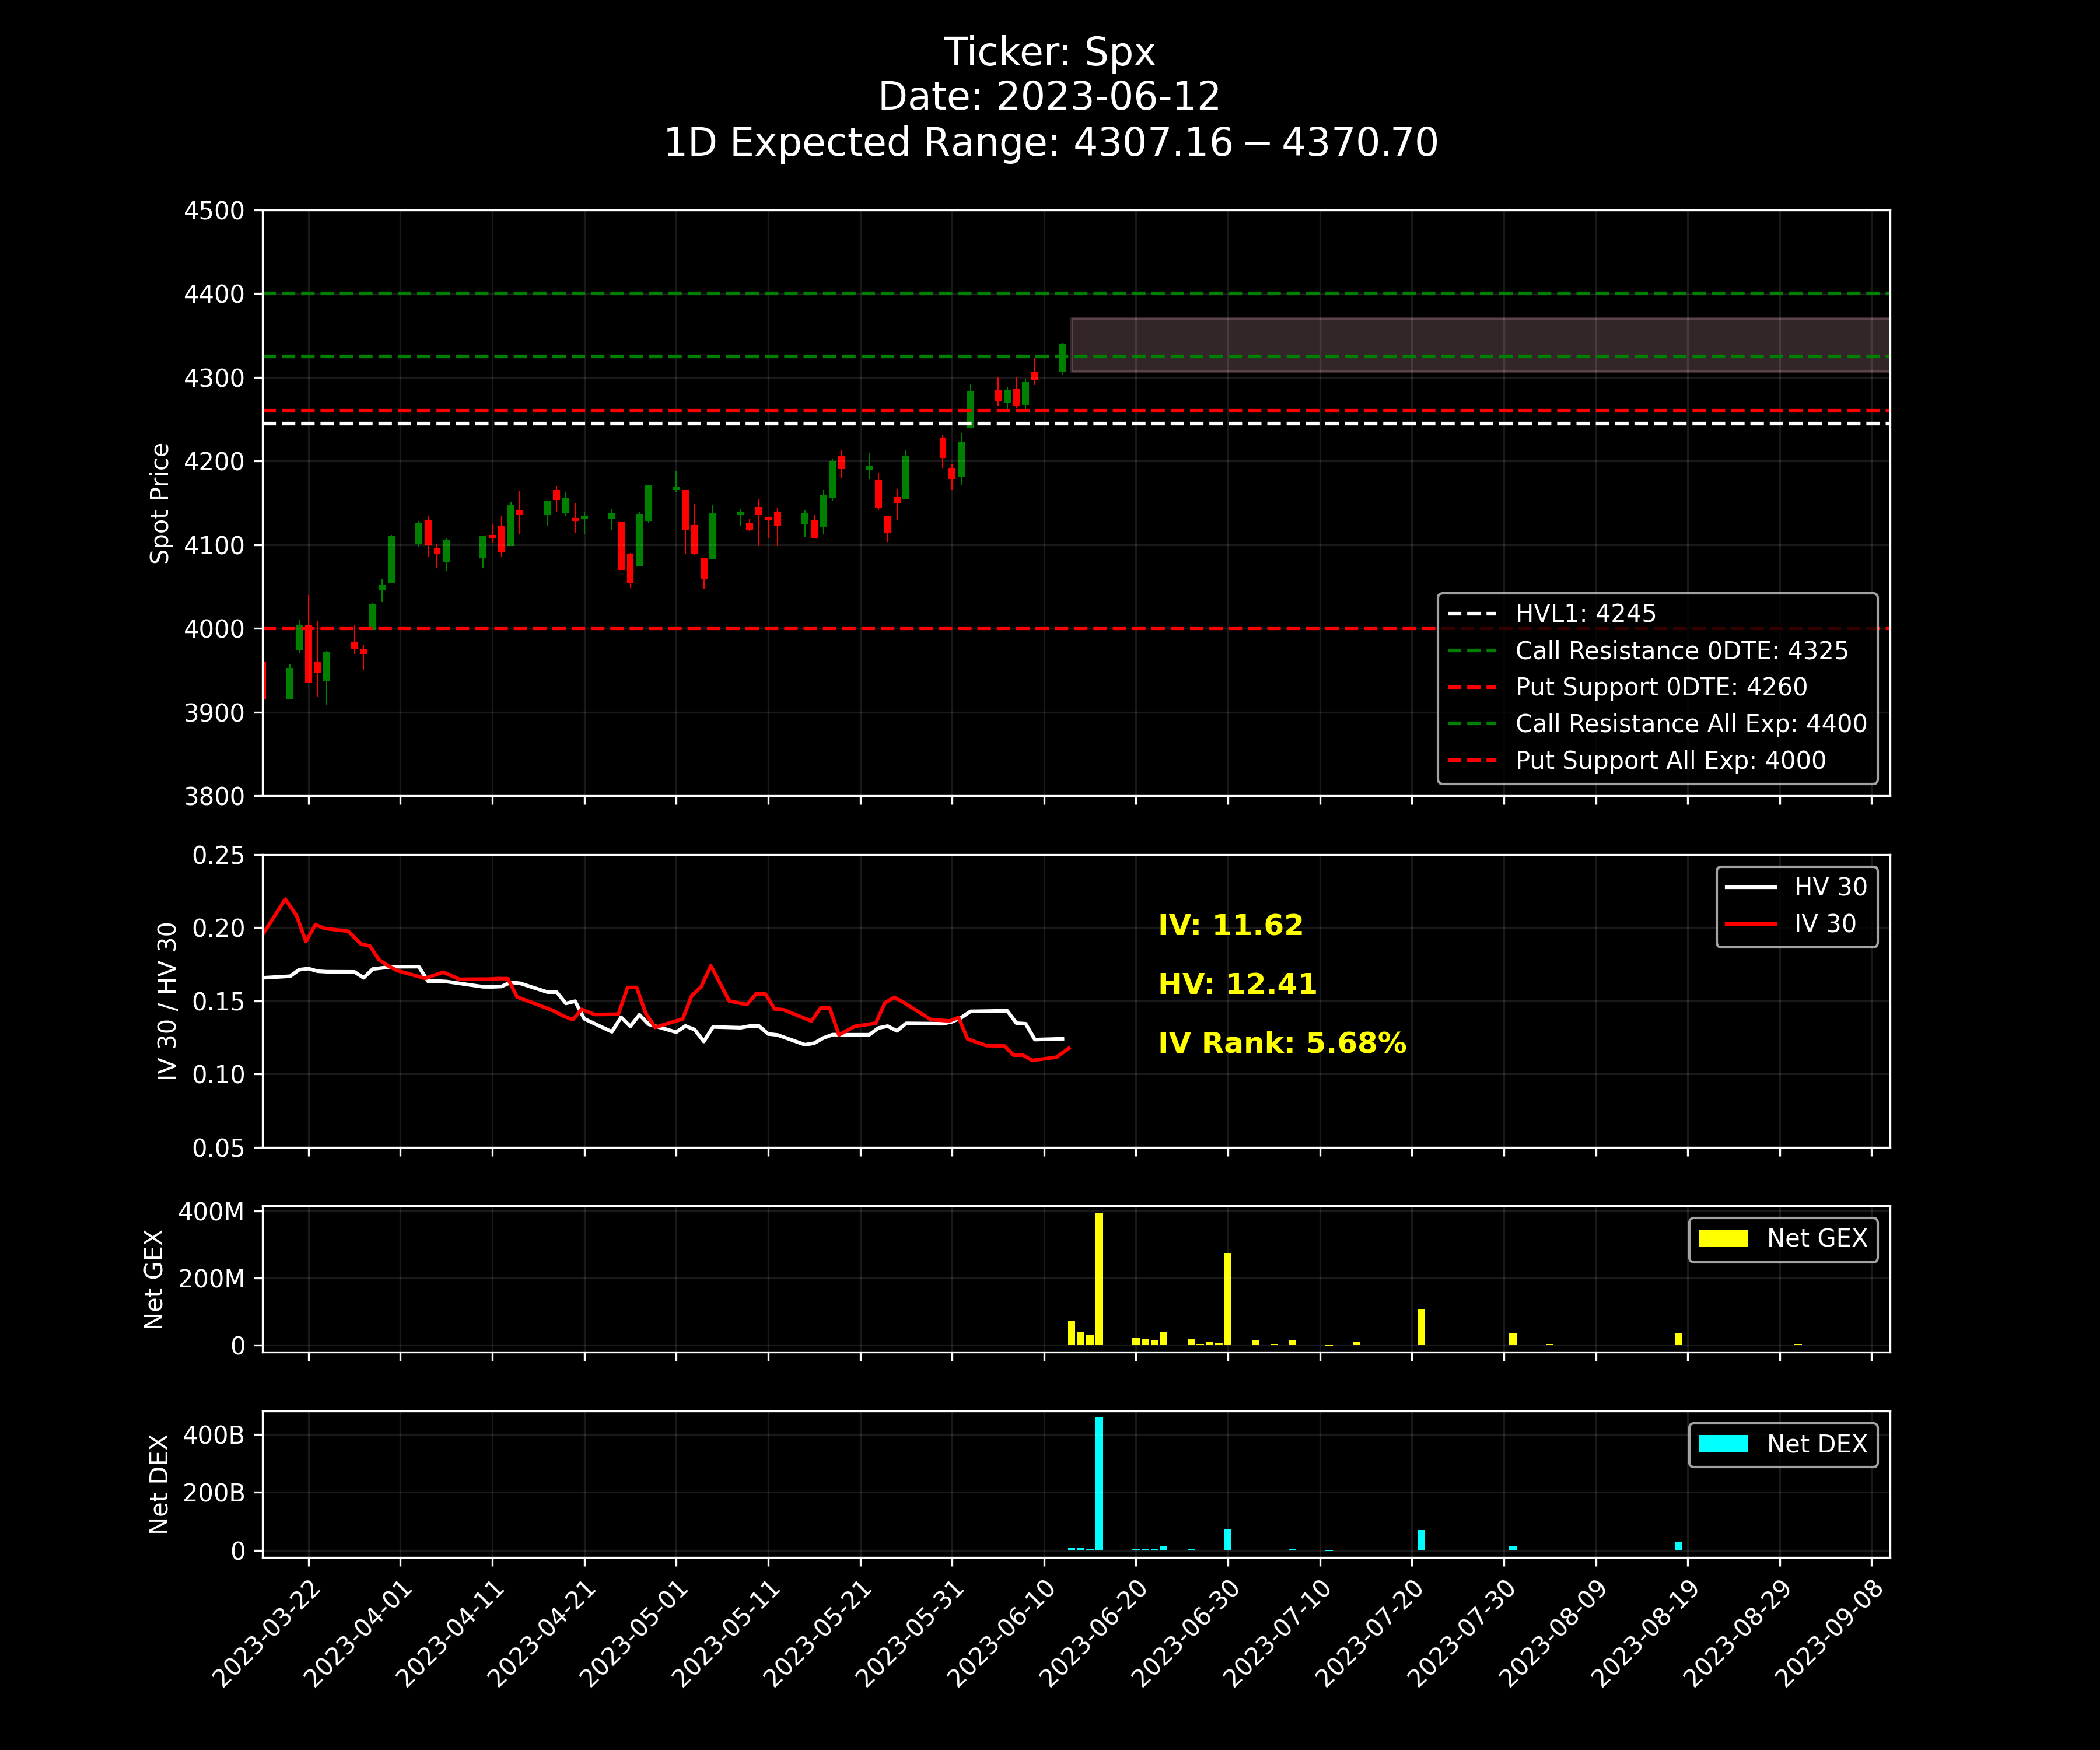 Ticker: Spx
Date: 2023-06-12
1D Expected Range: 4307.16 – 4370.70
4500
4400
4300
4200
4100
4000
3900
3800
Spot Price
HVL1: 4245
Call Resistance 0DTE: 4325
Put Support 0DTE: 4260
Call Resistance All Exp: 4400
Put Support All Exp: 4000
0.25
0.20
0.15
0.10
0.05
IV 30 / HV 30
IV: 11.62
HV: 12.41
IV Rank: 5.68%
HV 30
IV 30
400M
200M
0
Net GEX
Net GEX
400B
200B
0
Net DEX
Net DEX
2023-03-22
2023-04-01
2023-04-11
2023-04-21
2023-05-01
2023-05-11
2023-05-21
2023-05-31
2023-06-10
2023-06-20
2023-06-30
2023-07-10
2023-07-20
2023-07-30
2023-08-09
2023-08-19
2023-08-29
2023-09-08